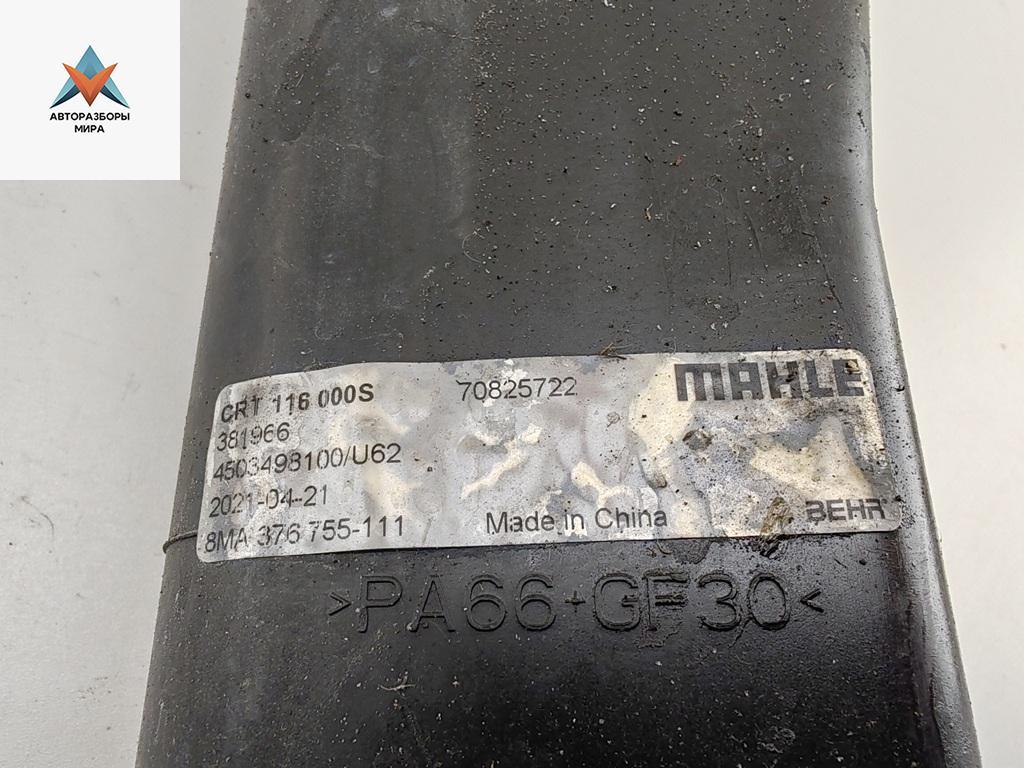 АВТОРАЗБОРЫ
МИРА
CRT 116 000S
70825722
MAHLE
381966
4503498100/U62
2021-04-21
8MA 376 755-111
Made in China
BEHR
>PA66+GF30<